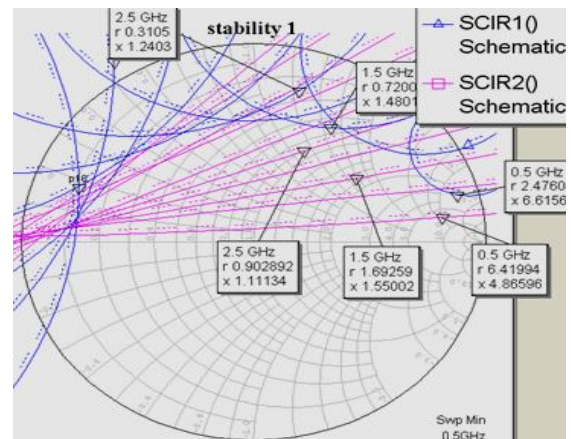 2.5 GHz
r 0.3105
x 1.2403
stability 1
SCIR1()
Schematic
SCIR2()
Schematic
1.5 GHz
r 0.7200
x 1.4801
p16
0.5 GHz
r 2.4760
x 6.6156
2.5 GHz
r 0.902892
x 1.11134
1.5 GHz
r 1.69259
x 1.55002
0.5 GHz
r 6.41994
x 4.86596
Swp Min
0.5GHz